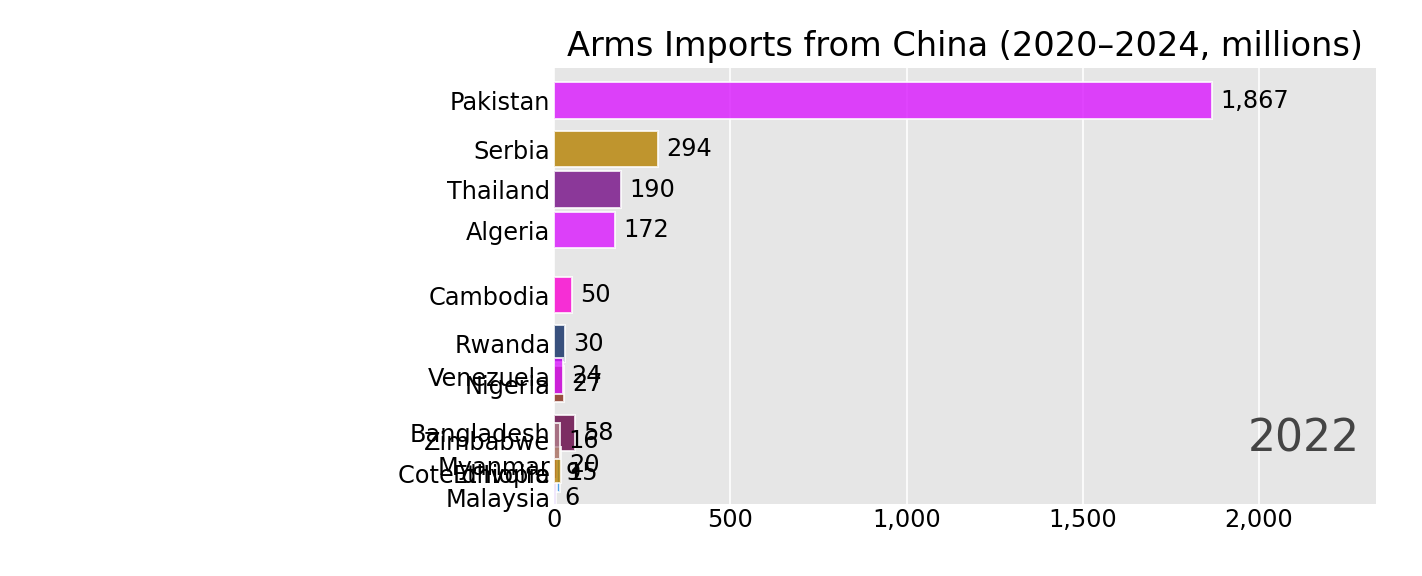 Arms Imports from China (2020–2024, millions)
Pakistan 1,867
Serbia 294
Thailand 190
Algeria 172
Cambodia 50
Rwanda 30
Venezuela 24
Nigeria 27
Bangladesh 58
Zimbabwe 16
2022
Myanmar 20
Ethiopia
Malaysia 6
0 500 1,000 1,500 2,000